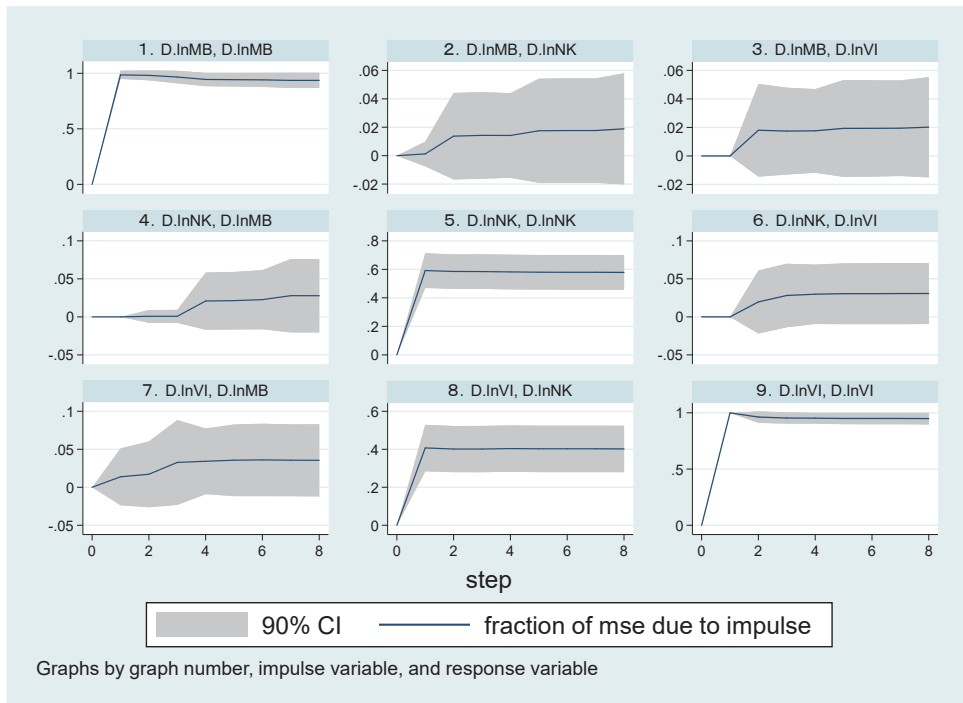 1. D.lnMB, D.lnMB
2. D.lnMB, D.lnNK
3. D.lnMB, D.lnVI
1
.5
0
.06
.04
.02
0
-.02
.06
.04
.02
0
-.02
4. D.lnNK, D.lnMB
5. D.lnNK, D.lnNK
6. D.lnNK, D.lnVI
.1
.05
0
-.05
.8
.6
.4
.2
0
.1
.05
0
-.05
7. D.lnVI, D.lnMB
8. D.lnVI, D.lnNK
9. D.lnVI, D.lnVI
.1
.05
0
-.05
.6
.4
.2
0
1
.5
0
0 2 4 6 8
0 2 4 6 8
0 2 4 6 8
step
90% CI
fraction of mse due to impulse
Graphs by graph number, impulse variable, and response variable